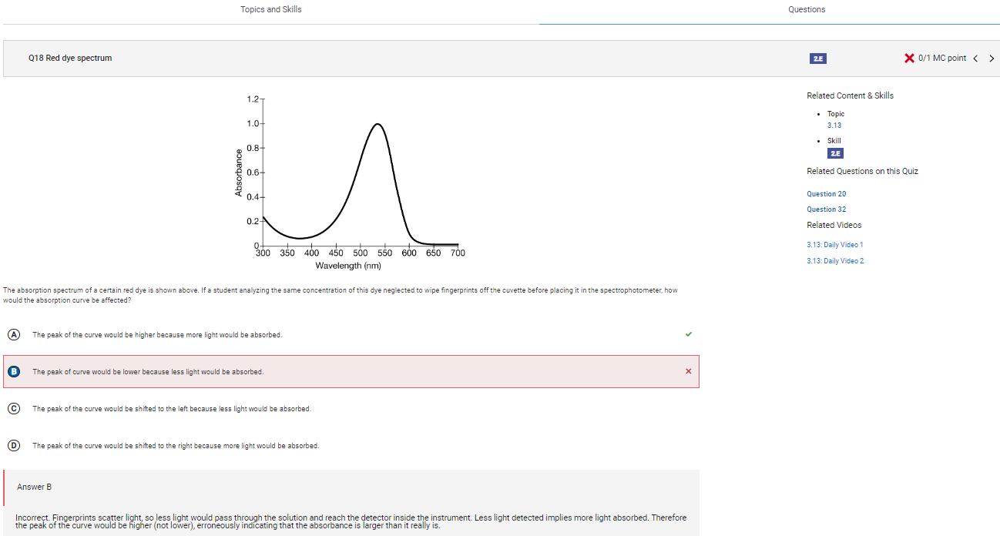 Topics and Skills
Questions
Q18 Red dye spectrum
2.E
0/1 MC point
1.2
1.0
0.8
0.6
0.4
0.2
0
Absorbance
300 350 400 450 500 550 600 650 700
Wavelength (nm)
Related Content & Skills
Topic
3.13
Skill
2.E
Related Questions on this Quiz
Question 20
Question 32
Related Videos
3.13: Daily Video 1
3.13: Daily Video 2
The absorption spectrum of a certain red dye is shown above. If a student analyzing the same concentration of this dye neglected to wipe fingerprints off the cuvette before placing it in the spectrophotometer, how
would the absorption curve be affected?
A The peak of the curve would be higher because more light would be absorbed.
B The peak of curve would be lower because less light would be absorbed.
C The peak of the curve would be shifted to the left because less light would be absorbed.
D The peak of the curve would be shifted to the right because more light would be absorbed.
Answer B
Incorrect. Fingerprints scatter light, so less light would pass through the solution and reach the detector inside the instrument. Less light detected implies more light absorbed. Therefore
the peak of the curve would be higher (not lower), erroneously indicating that the absorbance is larger than it really is.